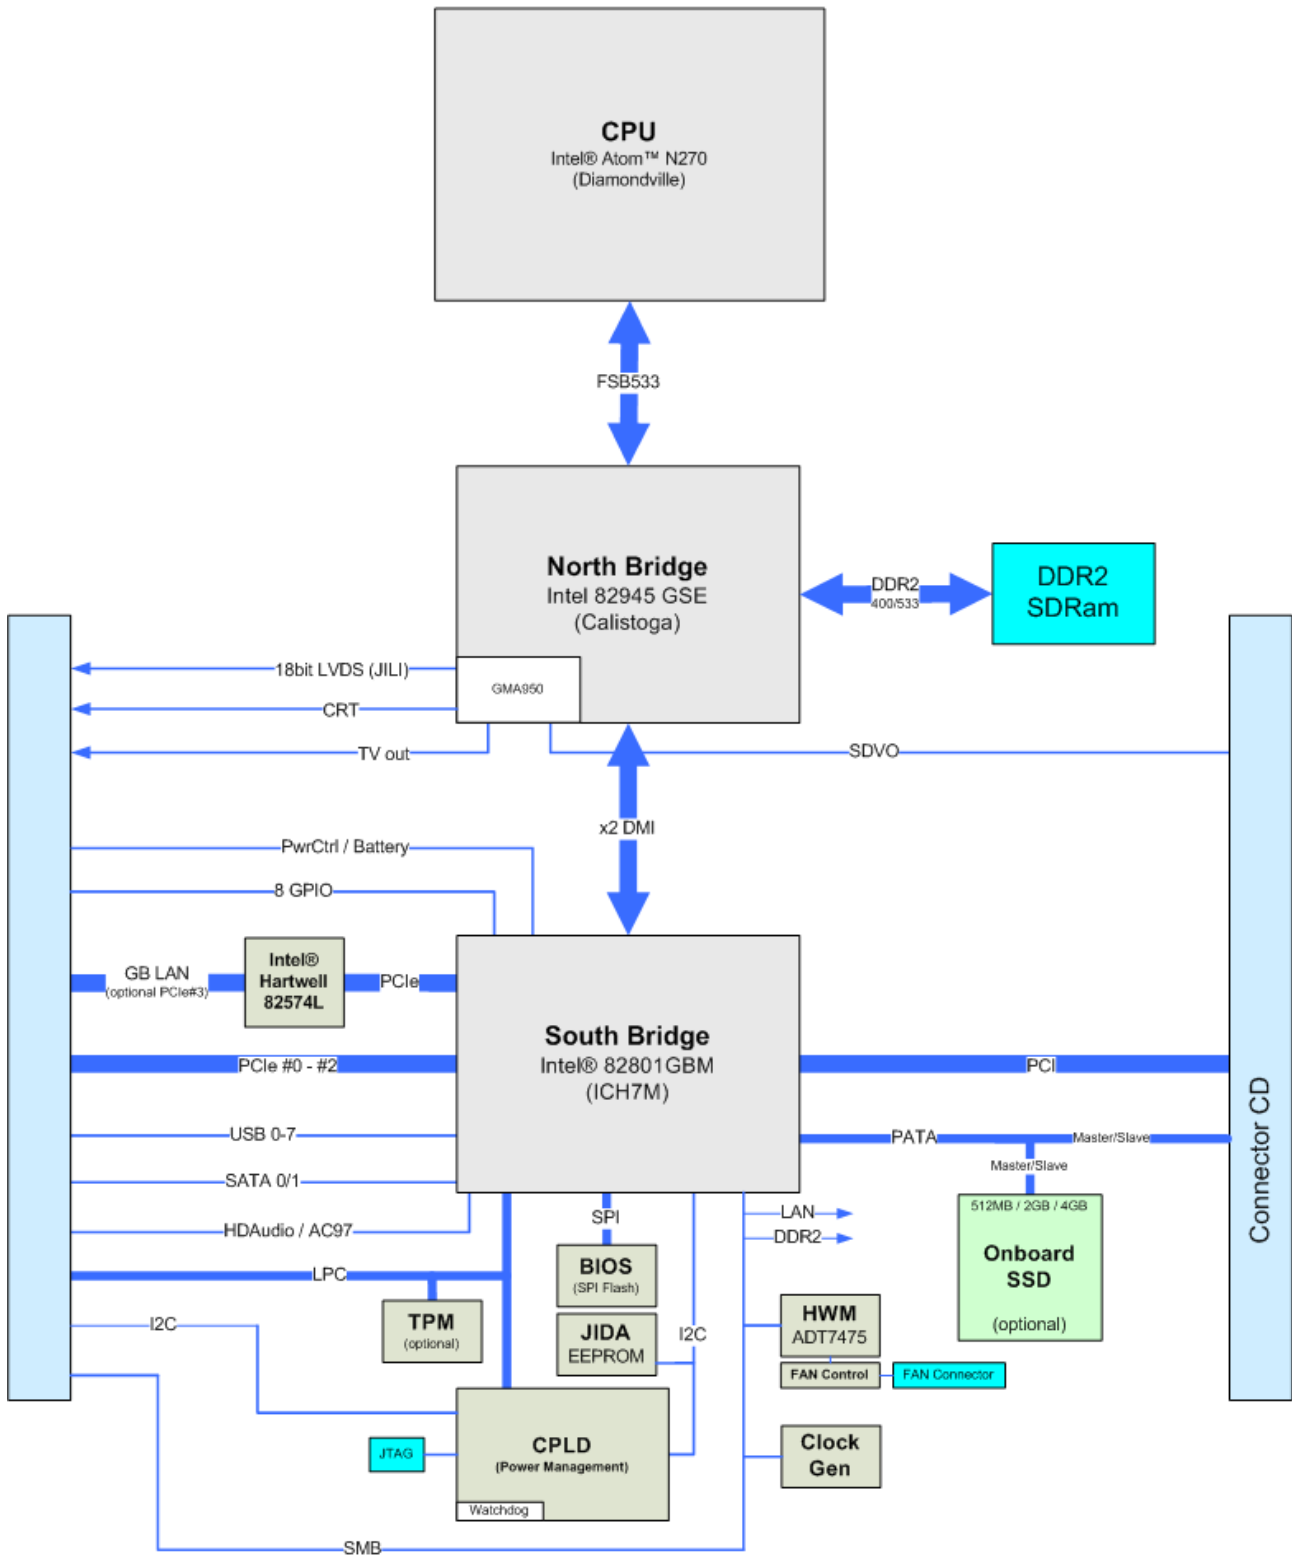 CPU
Intel® Atom™ N270
(Diamondville)
FSB533
North Bridge
Intel 82945 GSE
(Calistoga)
GMA950
DDR2
400/533
DDR2
SDRam
18bit LVDS (JILI)
CRT
TV out
SDVO
x2 DMI
PwrCtrl / Battery
8 GPIO
GB LAN
(optional PCIe#3)
Intel®
Hartwell
82574L
PCIe
South Bridge
Intel® 82801GBM
(ICH7M)
PCIe #0 - #2
PCI
USB 0-7
PATA
Master/Slave
Master/Slave
SATA 0/1
HDAudio / AC97
SPI
LAN
DDR2
512MB / 2GB / 4GB
Onboard
SSD
(optional)
Connector CD
LPC
BIOS
(SPI Flash)
TPM
(optional)
JIDA
EEPROM
I2C
I2C
HWM
ADT7475
FAN Control
FAN Connector
JTAG
CPLD
(Power Management)
Watchdog
Clock
Gen
SMB